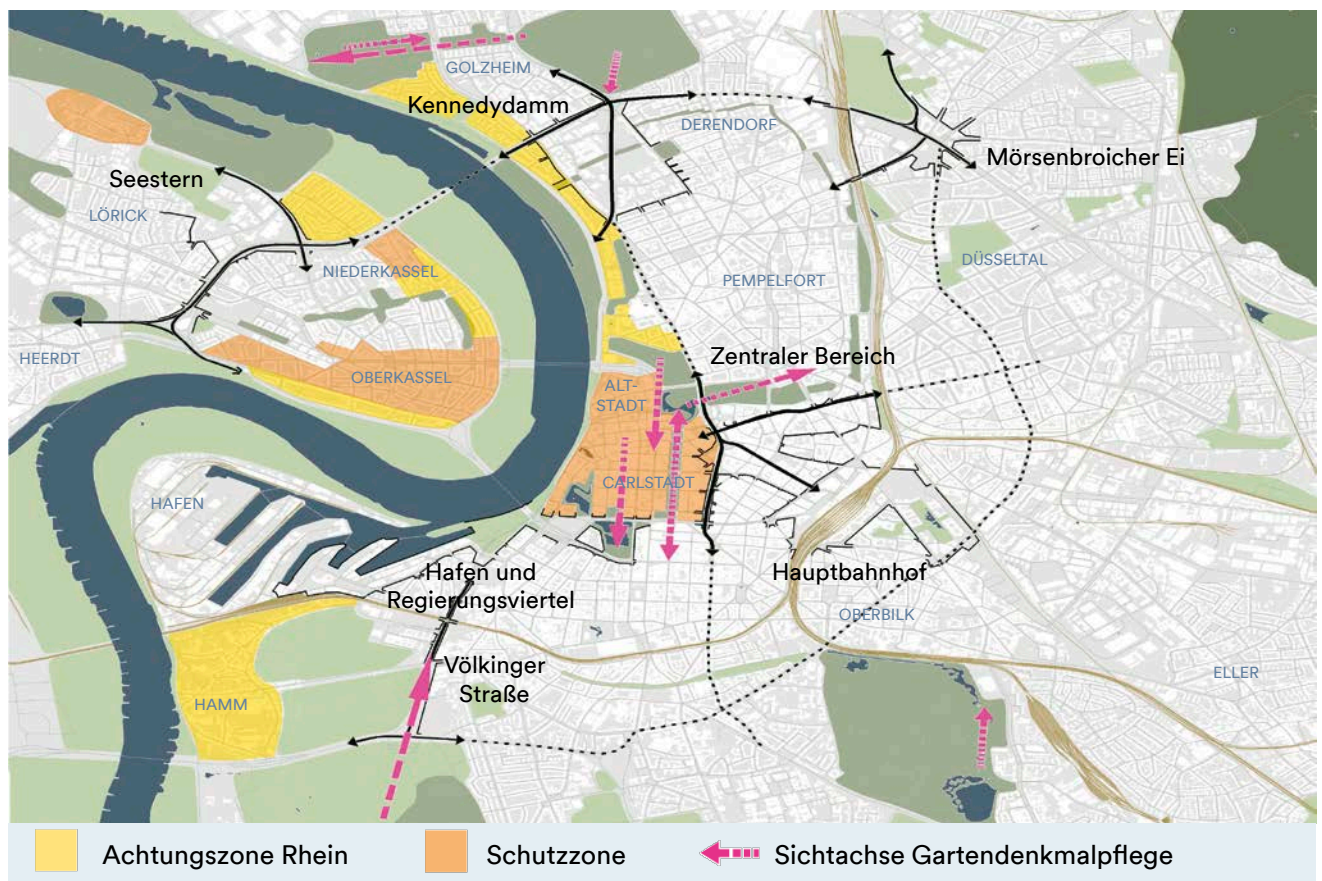 GOLZHEIM
Kennedydamm
DERENDORF
Mörsenbroicher Ei
Seestern
LÖRICK
NIEDERKASSEL
DÜSSELTAL
PEMPELFORT
HEERDT
Zentraler Bereich
OBERKASSEL
ALT-
STADT
CARLSTADT
HAFEN
Hafen und
Regierungsviertel
Hauptbahnhof
OBERBILK
Völkinger
Straße
ELLER
HAMM
Achtungszone Rhein
Schutzzone
Sichtachse Gartendenkmalpflege